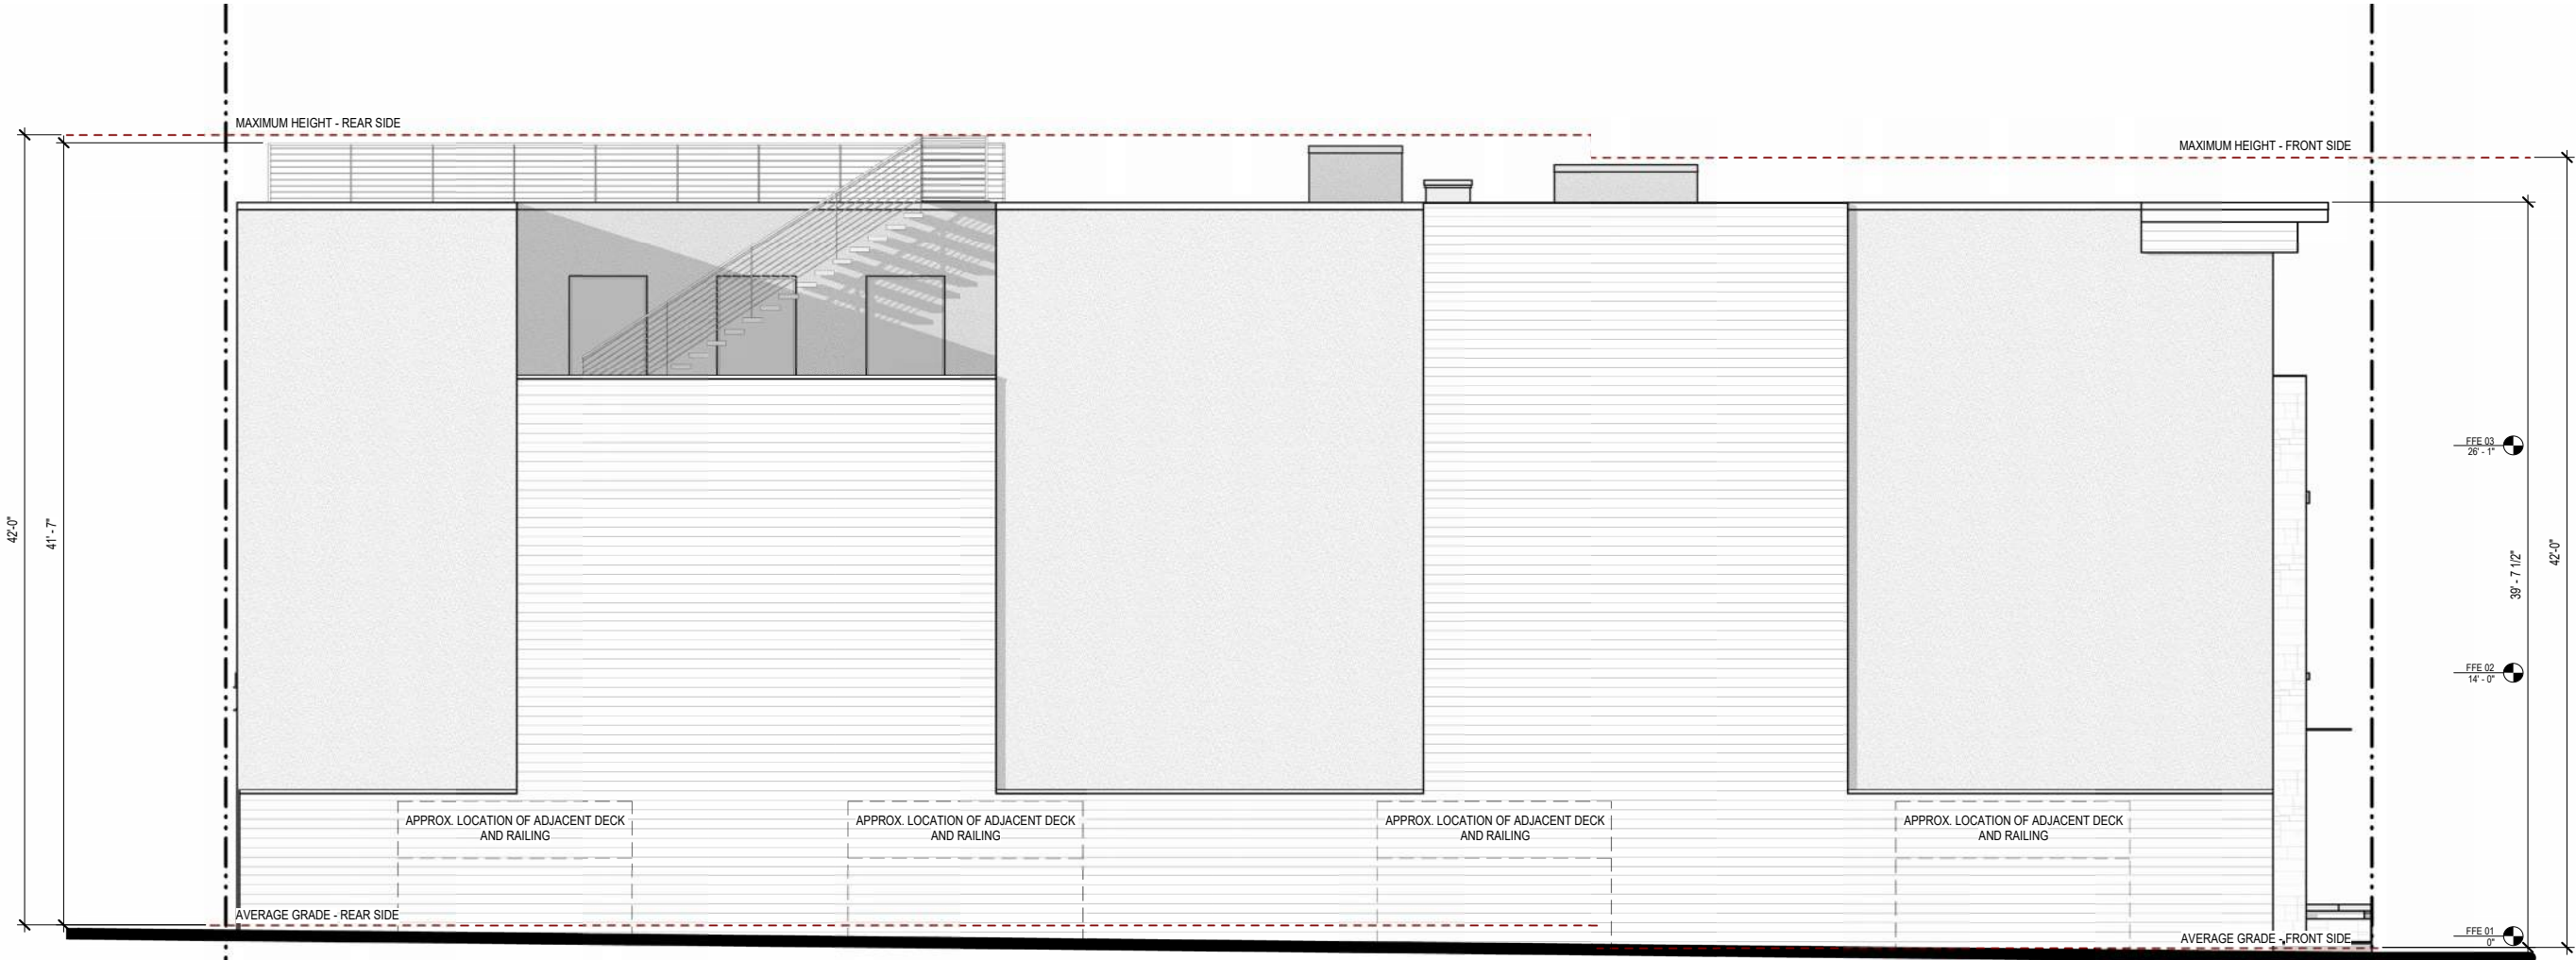 MAXIMUM HEIGHT - REAR SIDE
MAXIMUM HEIGHT - FRONT SIDE
42'-0"
41' - 7"
FFE 03
26' - 1"
39' - 7 1/2"
42'-0"
FFE 02
14' - 0"
APPROX. LOCATION OF ADJACENT DECK
AND RAILING
APPROX. LOCATION OF ADJACENT DECK
AND RAILING
APPROX. LOCATION OF ADJACENT DECK
AND RAILING
APPROX. LOCATION OF ADJACENT DECK
AND RAILING
AVERAGE GRADE - REAR SIDE
AVERAGE GRADE - FRONT SIDE
FFE 01
0"